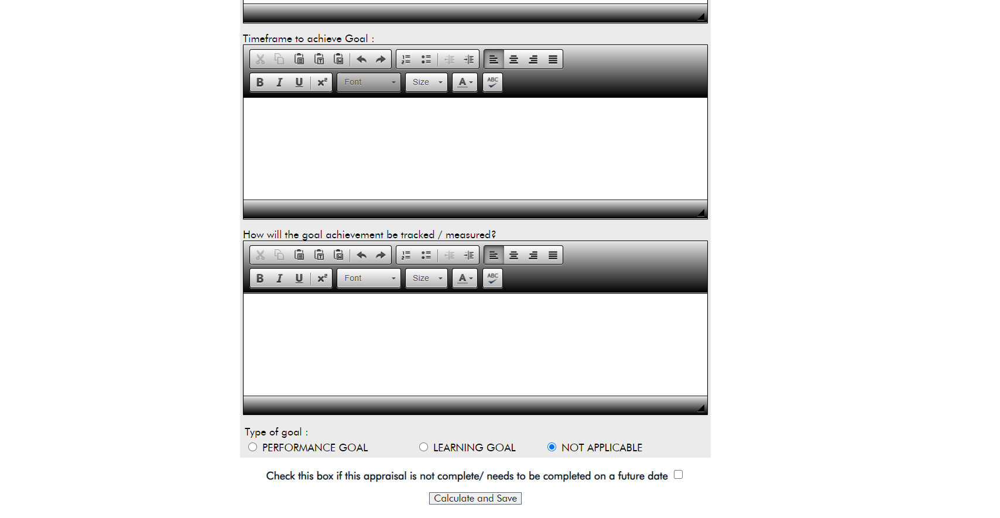 Timeframe to achieve Goal :
B I U x² Font Size A ABC
How will the goal achievement be tracked / measured?
B I U x² Font Size A ABC
Type of goal :
PERFORMANCE GOAL LEARNING GOAL NOT APPLICABLE
Check this box if this appraisal is not complete/ needs to be completed on a future date
Calculate and Save